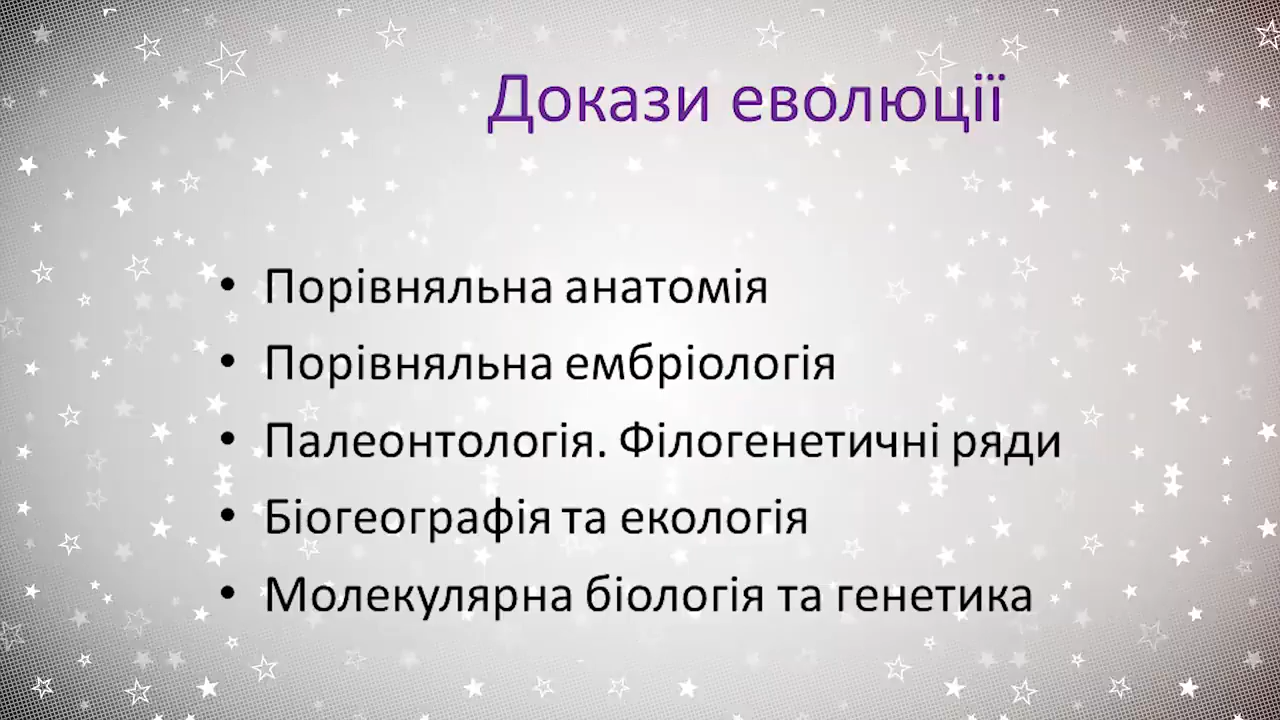 Докази еволюції
• Порівняльна анатомія
• Порівняльна ембріологія
• Палеонтологія. Філогенетичні ряди
• Біогеографія та екологія
• Молекулярна біологія та генетика